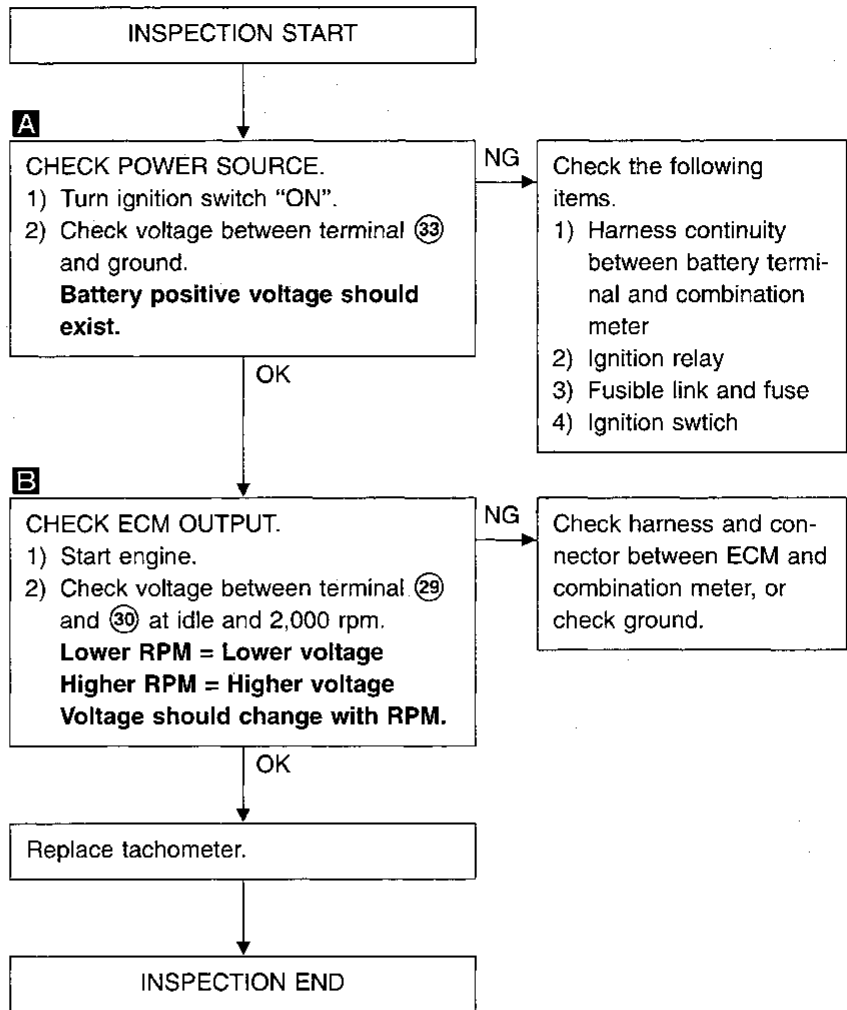 INSPECTION START
A
CHECK POWER SOURCE.
1) Turn ignition switch “ON”.
2) Check voltage between terminal ㉝
and ground.
Battery positive voltage should
exist.
NG
Check the following
items.
1) Harness continuity
between battery termi-
nal and combination
meter
2) Ignition relay
3) Fusible link and fuse
4) Ignition swtich
OK
B
CHECK ECM OUTPUT.
1) Start engine.
2) Check voltage between terminal ㉙
and ㉚ at idle and 2,000 rpm.
Lower RPM = Lower voltage
Higher RPM = Higher voltage
Voltage should change with RPM.
NG
Check harness and con-
nector between ECM and
combination meter, or
check ground.
OK
Replace tachometer.
INSPECTION END